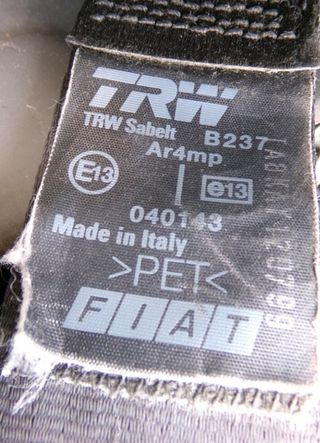 TRW
TRW Sabelt B237
Ar4mp
E13 | e13
040143
Made in Italy
>PET<
FIAT